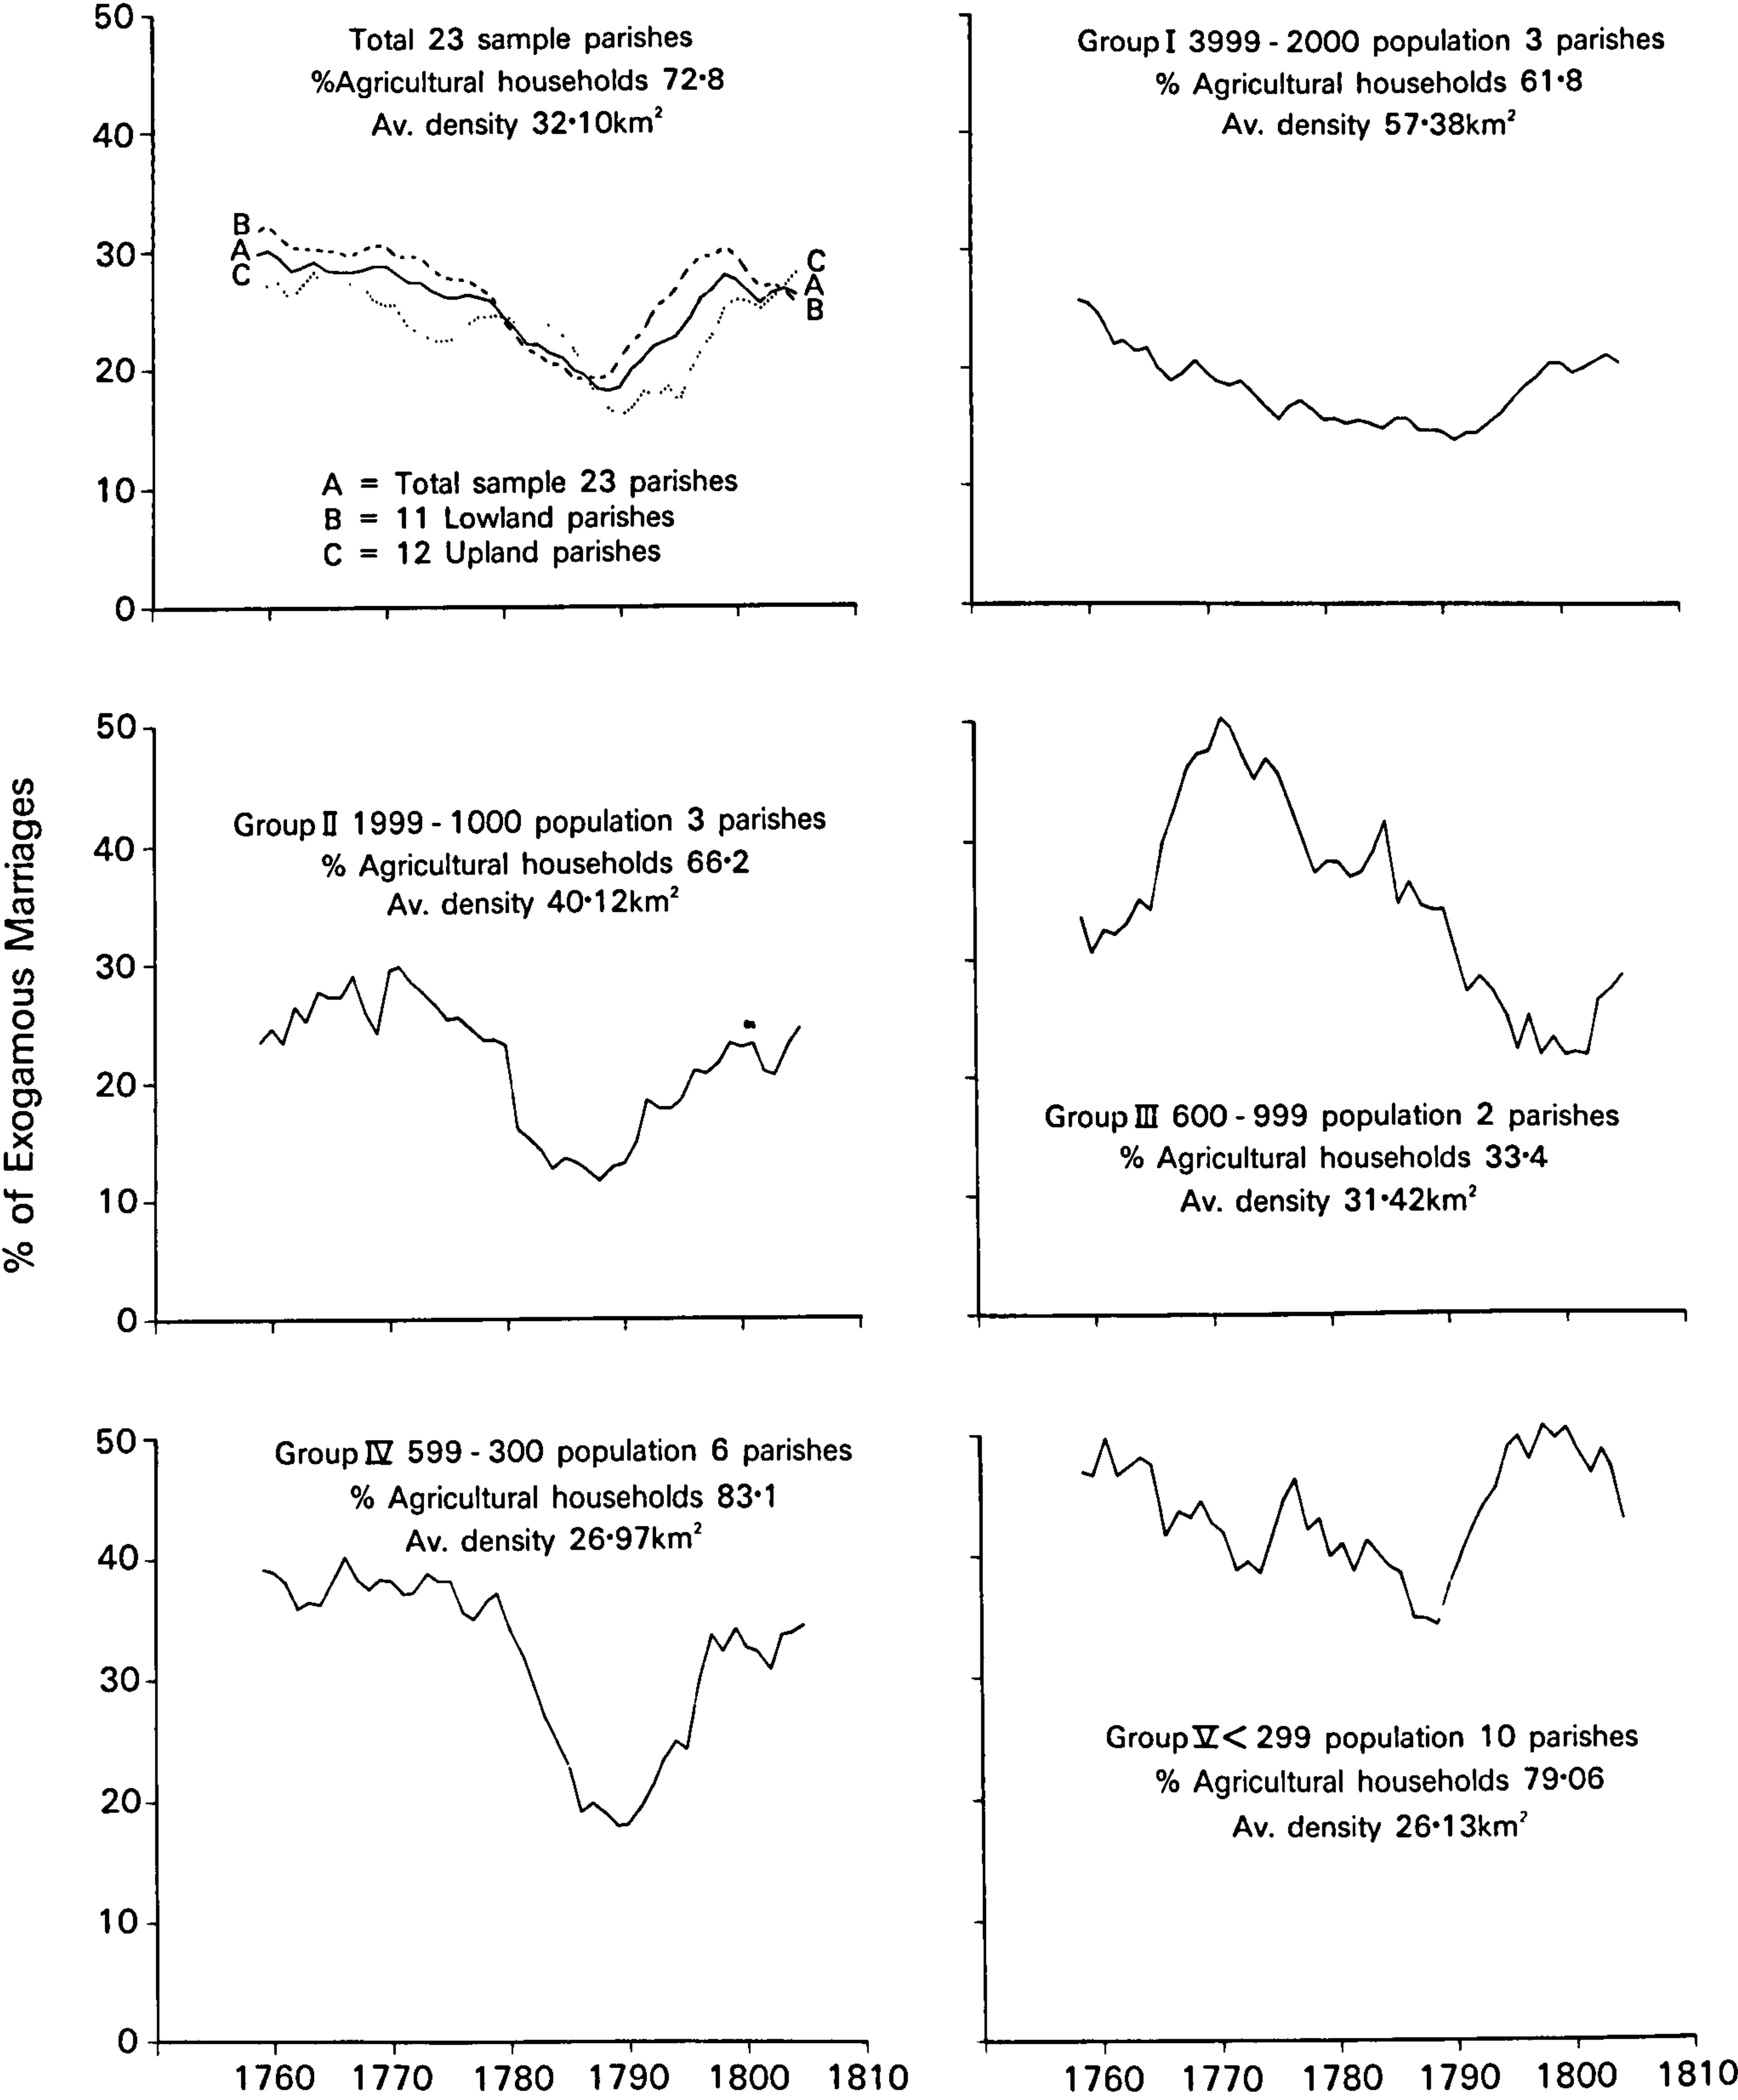 50
Total 23 sample parishes
%Agricultural households 72·8
Av. density 32·10km²
40
30
20
10
0
B
A
C
C
A
B
A = Total sample 23 parishes
B = 11 Lowland parishes
C = 12 Upland parishes
Group I 3999 - 2000 population 3 parishes
% Agricultural households 61·8
Av. density 57·38km²
% of Exogamous Marriages
50
40
30
20
10
0
Group II 1999 - 1000 population 3 parishes
% Agricultural households 66·2
Av. density 40·12km²
Group III 600 - 999 population 2 parishes
% Agricultural households 33·4
Av. density 31·42km²
50
40
30
20
10
0
Group IV 599 - 300 population 6 parishes
% Agricultural households 83·1
Av. density 26·97km²
1760 1770 1780 1790 1800 1810
Group V < 299 population 10 parishes
% Agricultural households 79·06
Av. density 26·13km²
1760 1770 1780 1790 1800 1810